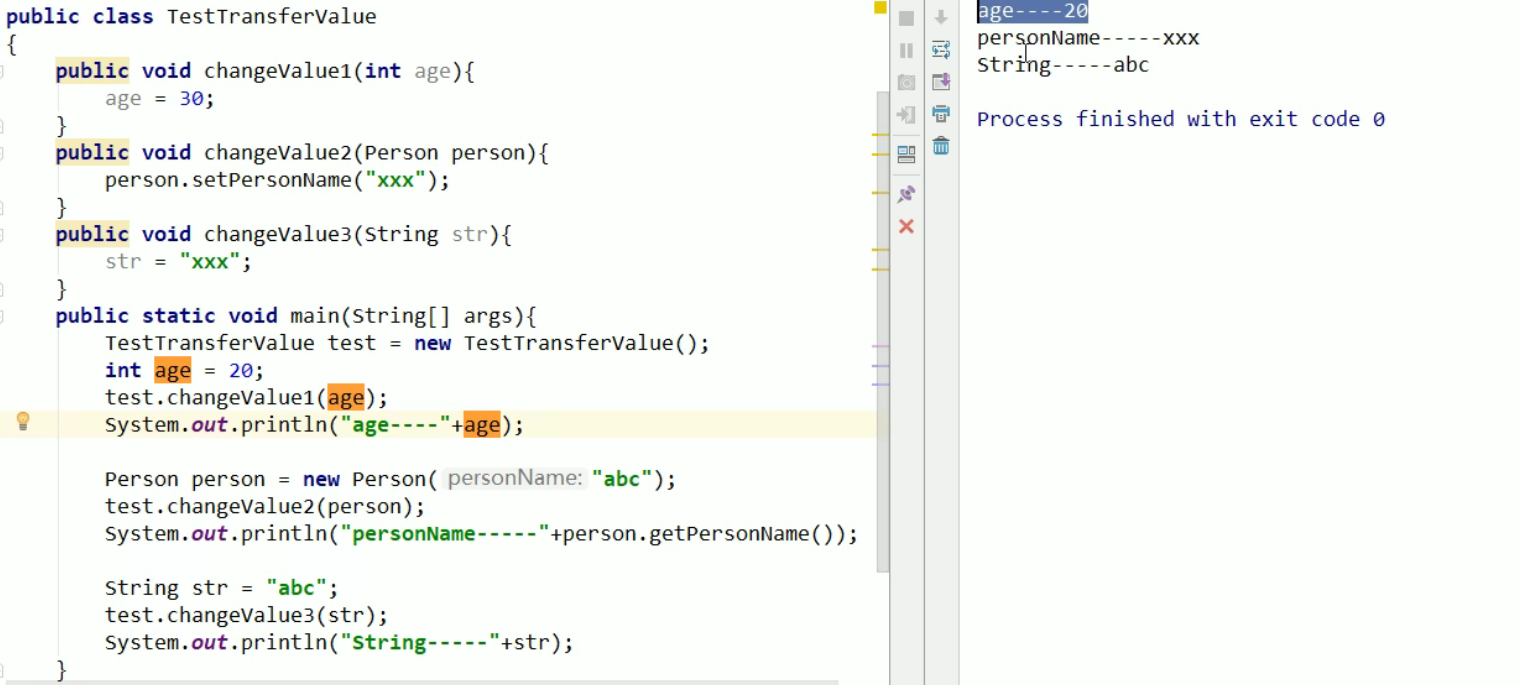 public class TestTransferValue
{
public void changeValue1(int age){
age = 30;
}
public void changeValue2(Person person){
person.setPersonName("xxx");
}
public void changeValue3(String str){
str = "xxx";
}
public static void main(String[] args){
TestTransferValue test = new TestTransferValue();
int age = 20;
test.changeValue1(age);
System.out.println("age----"+age);
Person person = new Person( personName: "abc");
test.changeValue2(person);
System.out.println("personName-----"+person.getPersonName());
String str = "abc";
test.changeValue3(str);
System.out.println("String-----"+str);
}
age----20
personName-----xxx
String-----abc
Process finished with exit code 0